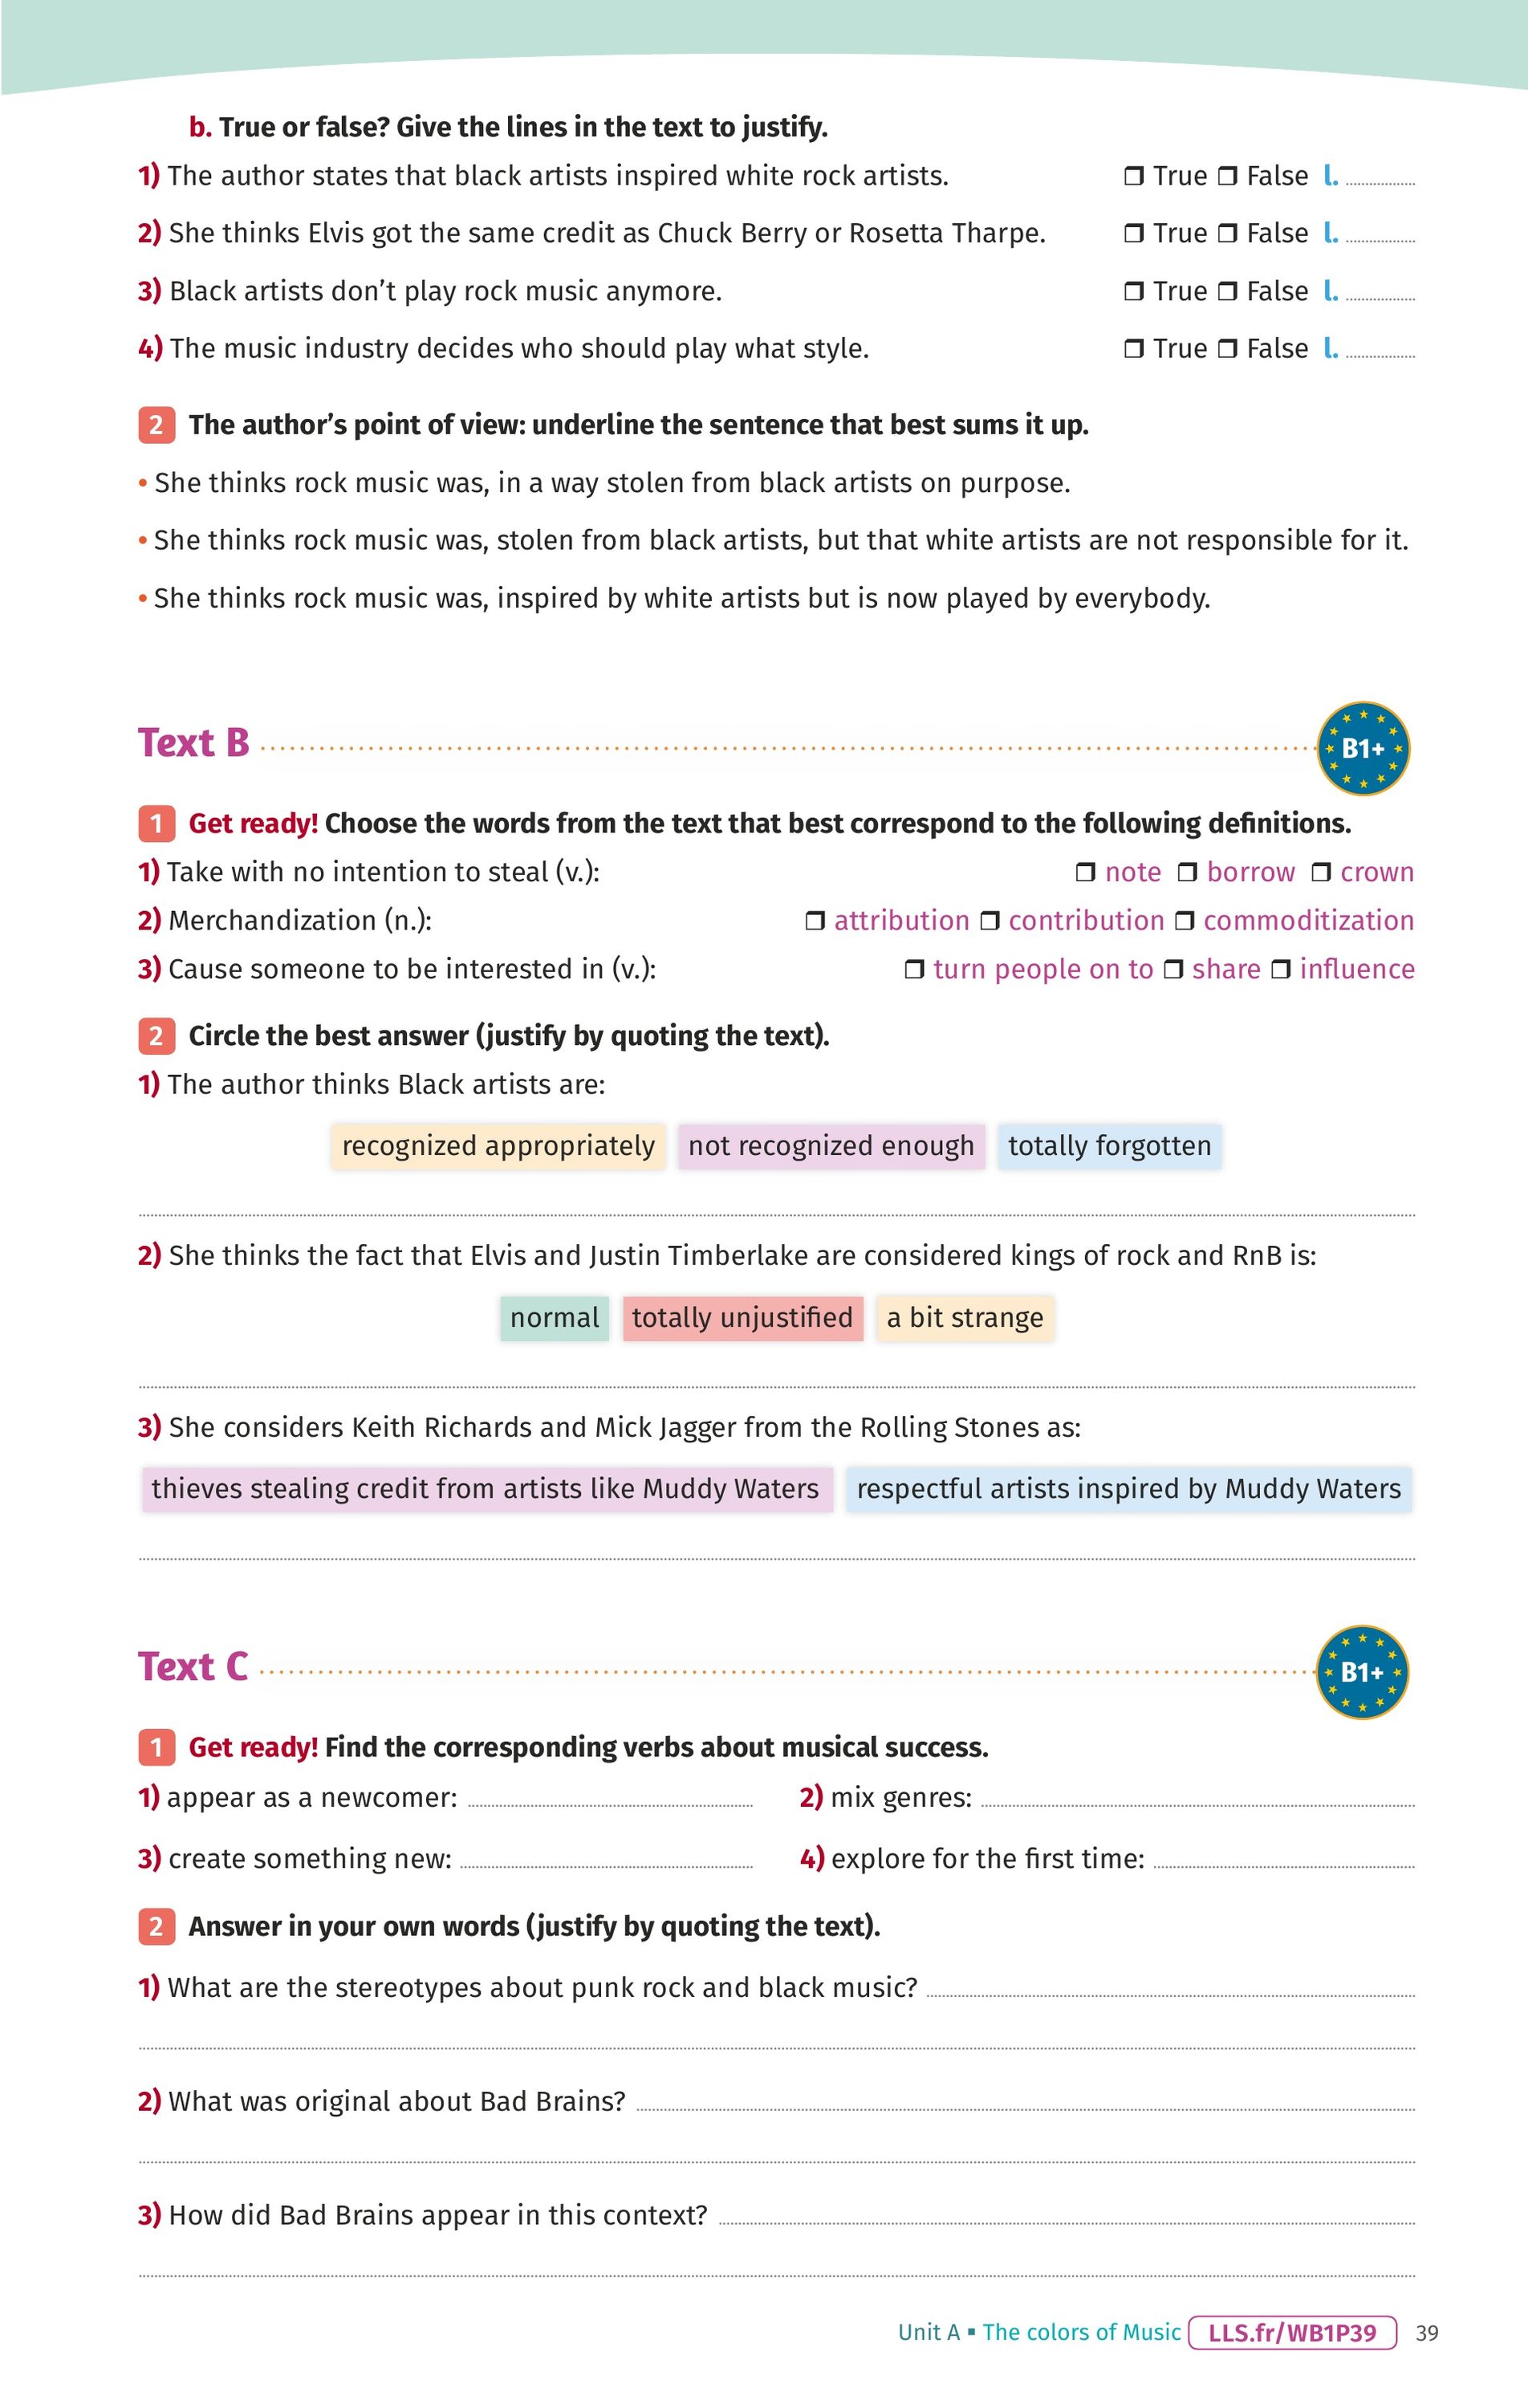 b. True or false? Give the lines in the text to justify.
1) The author states that black artists inspired white rock artists. ❒ True ❒ False l. ............
2) She thinks Elvis got the same credit as Chuck Berry or Rosetta Tharpe. ❒ True ❒ False l. ............
3) Black artists don’t play rock music anymore. ❒ True ❒ False l. ............
4) The music industry decides who should play what style. ❒ True ❒ False l. ............
2 The author’s point of view: underline the sentence that best sums it up.
• She thinks rock music was, in a way stolen from black artists on purpose.
• She thinks rock music was, stolen from black artists, but that white artists are not responsible for it.
• She thinks rock music was, inspired by white artists but is now played by everybody.
Text B B1+
1 Get ready! Choose the words from the text that best correspond to the following definitions.
1) Take with no intention to steal (v.): ❒ note ❒ borrow ❒ crown
2) Merchandization (n.): ❒ attribution ❒ contribution ❒ commoditization
3) Cause someone to be interested in (v.): ❒ turn people on to ❒ share ❒ influence
2 Circle the best answer (justify by quoting the text).
1) The author thinks Black artists are:
recognized appropriately not recognized enough totally forgotten
2) She thinks the fact that Elvis and Justin Timberlake are considered kings of rock and RnB is:
normal totally unjustified a bit strange
3) She considers Keith Richards and Mick Jagger from the Rolling Stones as:
thieves stealing credit from artists like Muddy Waters respectful artists inspired by Muddy Waters
Text C B1+
1 Get ready! Find the corresponding verbs about musical success.
1) appear as a newcomer: ............ 2) mix genres: ............
3) create something new: ............ 4) explore for the first time: ............
2 Answer in your own words (justify by quoting the text).
1) What are the stereotypes about punk rock and black music? ............
2) What was original about Bad Brains? ............
3) How did Bad Brains appear in this context? ............
Unit A ▪ The colors of Music LLS.fr/WB1P39 39